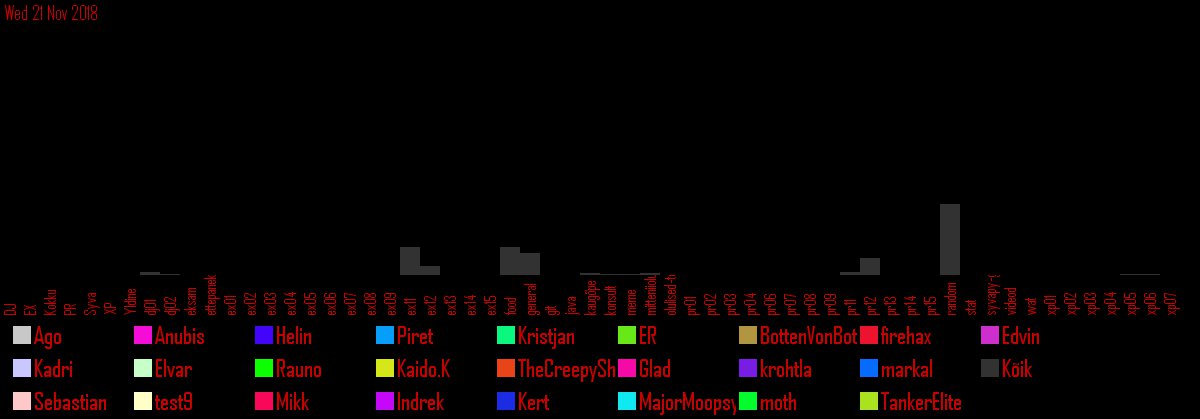 Wed 21 Nov 2018
DJ EX Kokku PR Syva XP Yldine dj01 dj02 eksam ettepanek ex01 ex02 ex03 ex04 ex05 ex06 ex07 ex08 ex09 ex11 ex12 ex13 ex14 ex15 food general git java kaugõpe konsult meme pr01 pr02 pr03 pr04 pr06 pr07 pr08 pr09 pr11 pr12 pr13 pr14 pr15 random stat videod wat xp01 xp02 xp03 xp04 xp05 xp06 xp07
Ago Anubis Helin Piret Kristjan ER BottenVonBot firehax Edvin
Kadri Elvar Rauno Kaido.K TheCreepySh Glad krohtla markal Kõik
Sebastian test9 Mikk Indrek Kert MajorMoopsy moth TankerElite